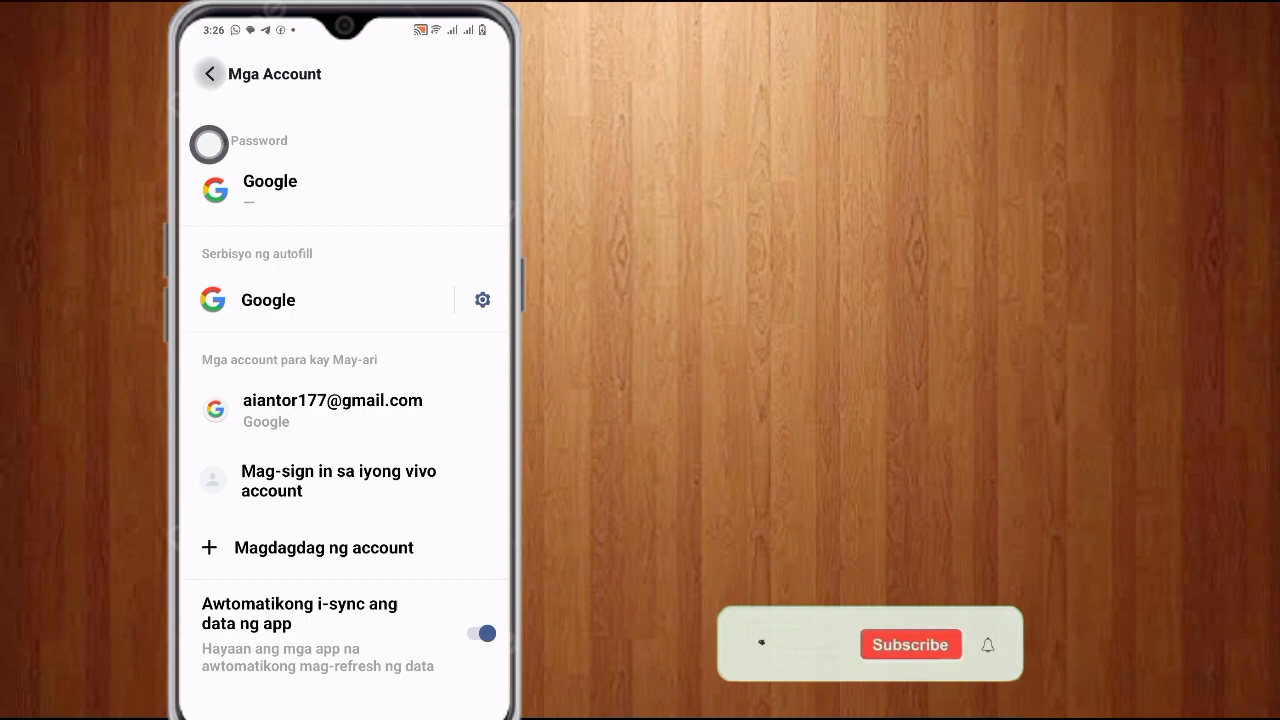 3:26
Mga Account
Password
Google
—
Serbisyo ng autofill
Google
Mga account para kay May-ari
aiantor177@gmail.com
Google
Mag-sign in sa iyong vivo
account
Magdagdag ng account
Awtomatikong i-sync ang
data ng app
Hayaan ang mga app na
awtomatikong mag-refresh ng data
Subscribe